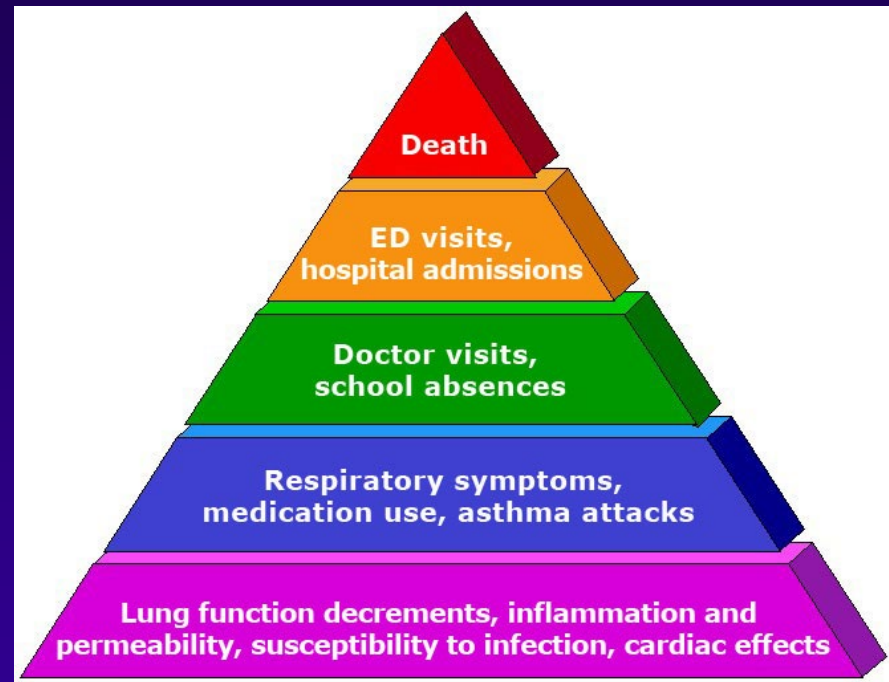 Death
ED visits,
hospital admissions
Doctor visits,
school absences
Respiratory symptoms,
medication use, asthma attacks
Lung function decrements, inflammation and
permeability, susceptibility to infection, cardiac effects